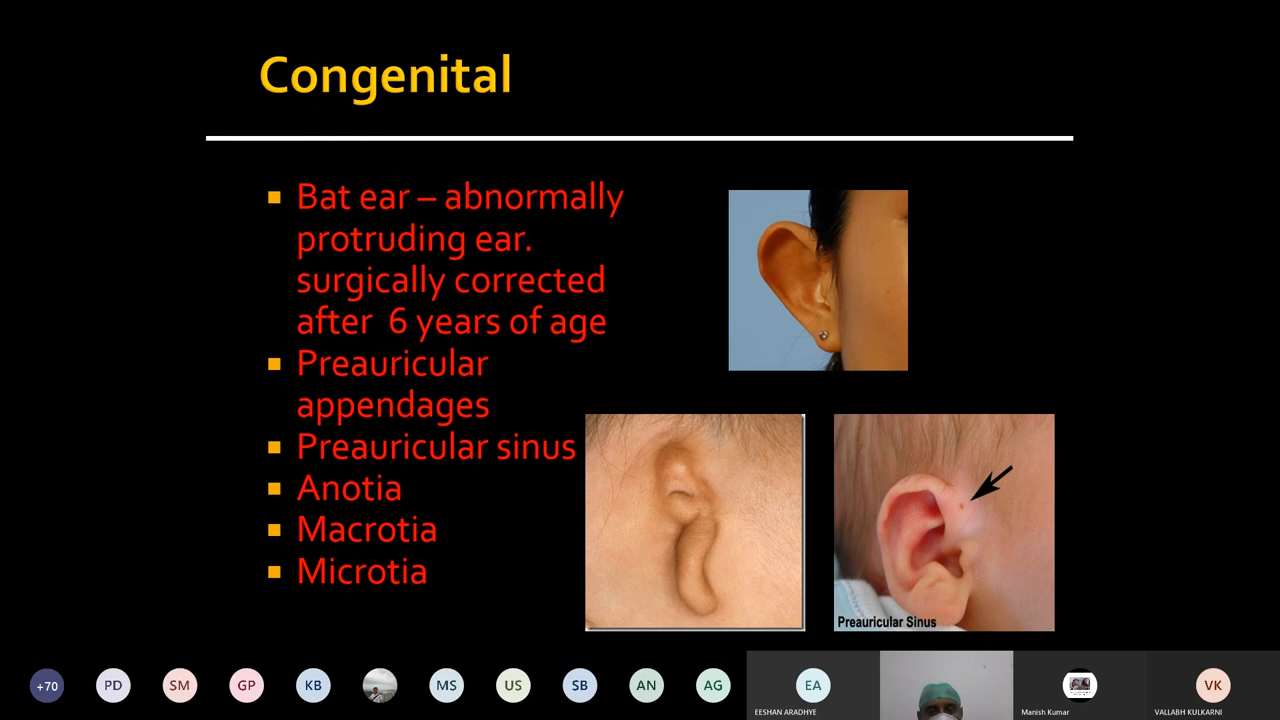 Congenital
Bat ear – abnormally
protruding ear.
surgically corrected
after 6 years of age
Preauricular
appendages
Preauricular sinus
Anotia
Macrotia
Microtia
Preauricular Sinus
+70
PD
SM
GP
KB
MS
US
SB
AN
AG
EA
VK
EESHAN ARADHYE
Manish Kumar
VALLABH KULKARNI